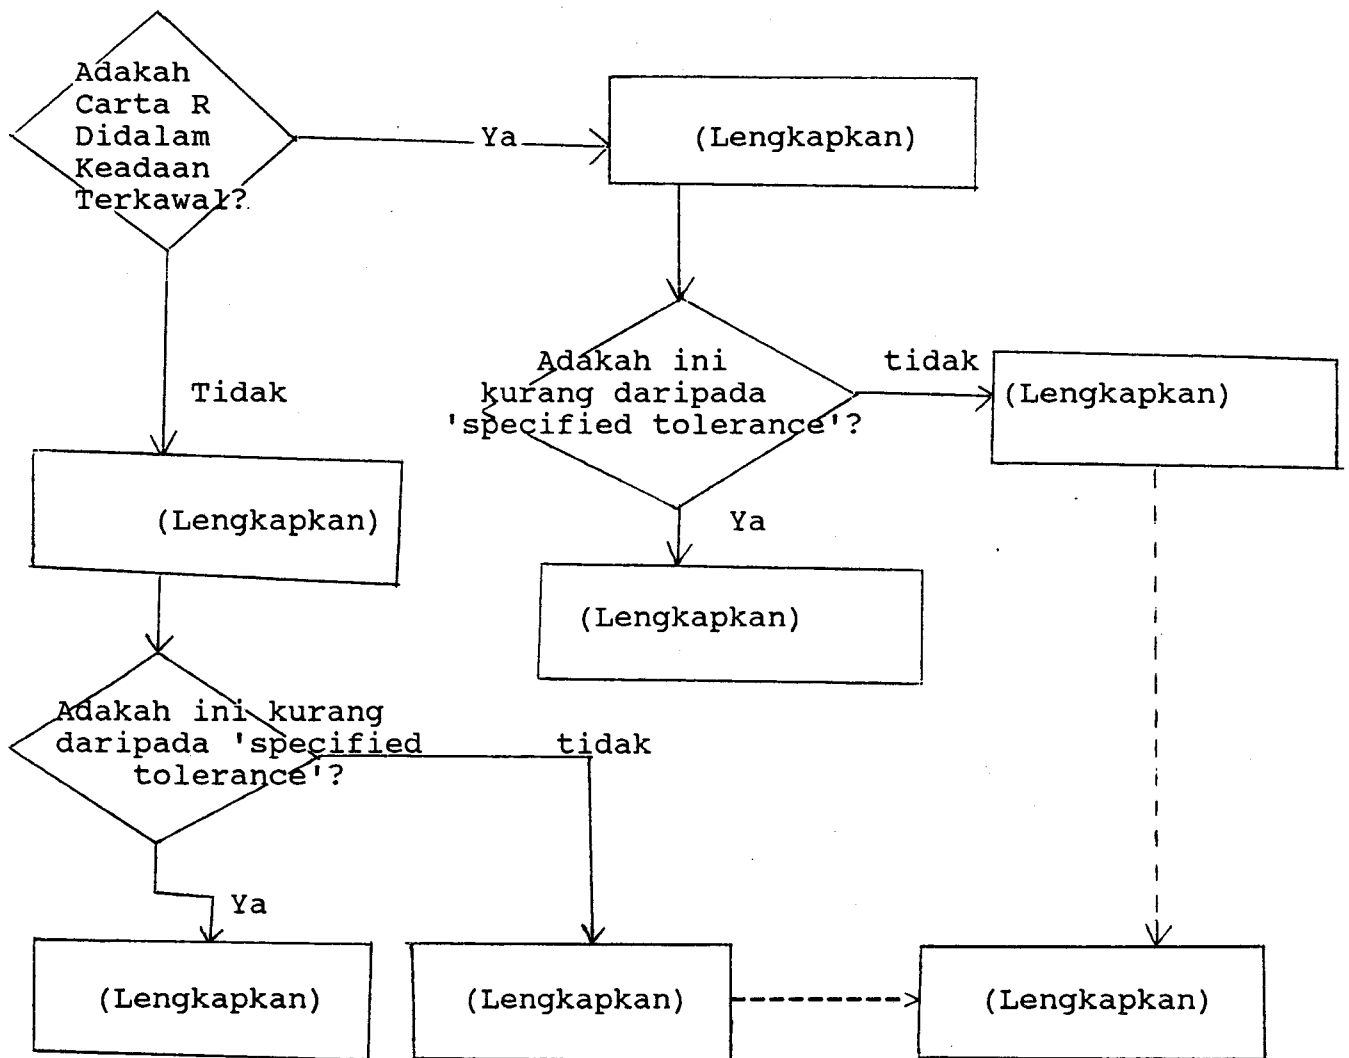 Adakah
Carta R
Didalam
Keadaan
Terkawal?
Ya
(Lengkapkan)
Tidak
Adakah ini
kurang daripada
'specified tolerance'?
tidak
(Lengkapkan)
Ya
(Lengkapkan)
(Lengkapkan)
Adakah ini kurang
daripada 'specified
tolerance'?
tidak
Ya
(Lengkapkan)
(Lengkapkan)
(Lengkapkan)